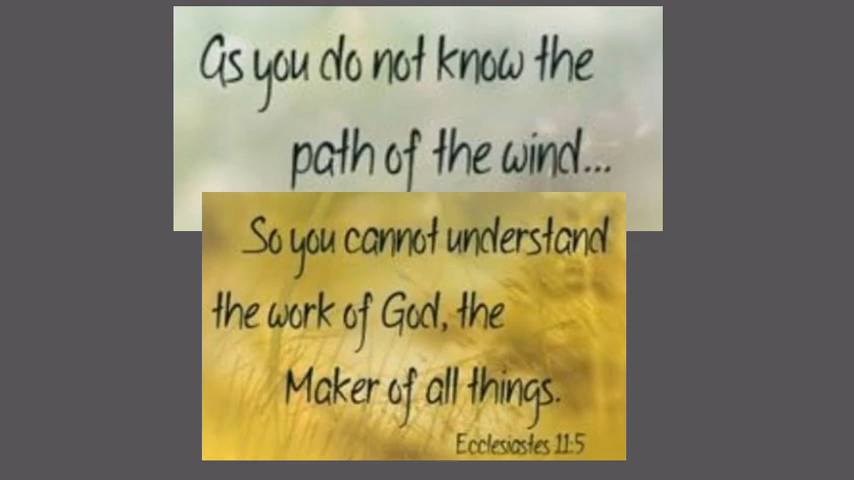 As you do not know the
path of the wind...
So you cannot understand
the work of God, the
Maker of all things.
Ecclesiastes 11:5